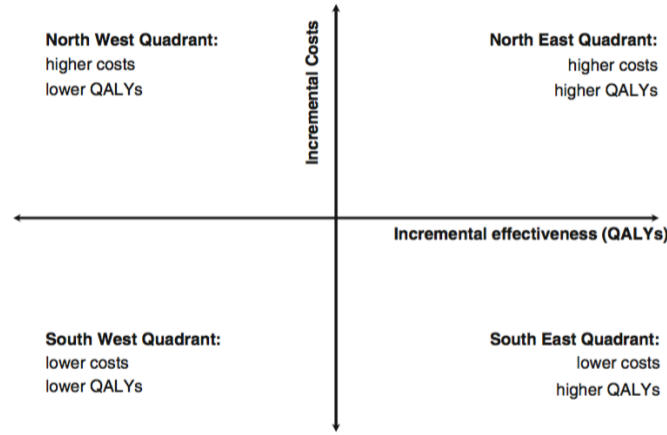 North West Quadrant:
higher costs
lower QALYs
Incremental Costs
North East Quadrant:
higher costs
higher QALYs
Incremental effectiveness (QALYs)
South West Quadrant:
lower costs
lower QALYs
South East Quadrant:
lower costs
higher QALYs